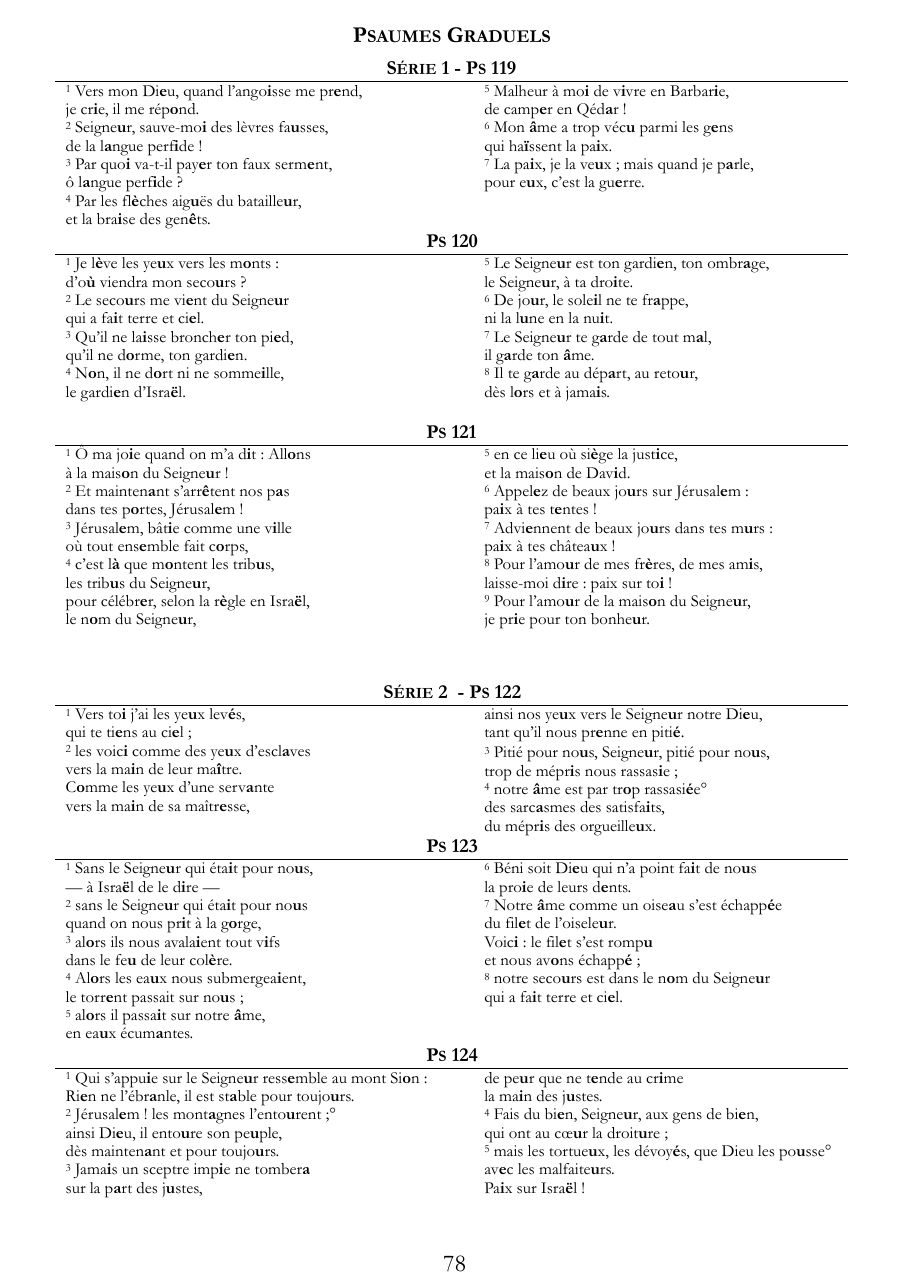 PSAUMES GRADUELS
SÉRIE 1 - PS 119
1 Vers mon Dieu, quand l’angoisse me prend,
je crie, il me répond.
2 Seigneur, sauve-moi des lèvres fausses,
de la langue perfide !
3 Par quoi va-t-il payer ton faux serment,
ô langue perfide ?
4 Par les flèches aiguës du batailleur,
et la braise des genêts.
5 Malheur à moi de vivre en Barbarie,
de camper en Qédar !
6 Mon âme a trop vécu parmi les gens
qui haïssent la paix.
7 La paix, je la veux ; mais quand je parle,
pour eux, c’est la guerre.
PS 120
1 Je lève les yeux vers les monts :
d’où viendra mon secours ?
2 Le secours me vient du Seigneur
qui a fait terre et ciel.
3 Qu’il ne laisse broncher ton pied,
qu’il ne dorme, ton gardien.
4 Non, il ne dort ni ne sommeille,
le gardien d’Israël.
5 Le Seigneur est ton gardien, ton ombrage,
le Seigneur, à ta droite.
6 De jour, le soleil ne te frappe,
ni la lune en la nuit.
7 Le Seigneur te garde de tout mal,
il garde ton âme.
8 Il te garde au départ, au retour,
dès lors et à jamais.
PS 121
1 Ô ma joie quand on m’a dit : Allons
à la maison du Seigneur !
2 Et maintenant s’arrêtent nos pas
dans tes portes, Jérusalem !
3 Jérusalem, bâtie comme une ville
où tout ensemble fait corps,
4 c’est là que montent les tribus,
les tribus du Seigneur,
pour célébrer, selon la règle en Israël,
le nom du Seigneur,
5 en ce lieu où siège la justice,
et la maison de David.
6 Appelez de beaux jours sur Jérusalem :
paix à tes tentes !
7 Adviennent de beaux jours dans tes murs :
paix à tes châteaux !
8 Pour l’amour de mes frères, de mes amis,
laisse-moi dire : paix sur toi !
9 Pour l’amour de la maison du Seigneur,
je prie pour ton bonheur.
SÉRIE 2 - PS 122
1 Vers toi j’ai les yeux levés,
qui te tiens au ciel ;
2 les voici comme des yeux d’esclaves
vers la main de leur maître.
Comme les yeux d’une servante
vers la main de sa maîtresse,
ainsi nos yeux vers le Seigneur notre Dieu,
tant qu’il nous prenne en pitié.
3 Pitié pour nous, Seigneur, pitié pour nous,
trop de mépris nous rassasie ;
4 notre âme est par trop rassasiée°
des sarcasmes des satisfaits,
du mépris des orgueilleux.
PS 123
1 Sans le Seigneur qui était pour nous,
— à Israël de le dire —
2 sans le Seigneur qui était pour nous
quand on nous prit à la gorge,
3 alors ils nous avalaient tout vifs
dans le feu de leur colère.
4 Alors les eaux nous submergeaient,
le torrent passait sur nous ;
5 alors il passait sur notre âme,
en eaux écumantes.
6 Béni soit Dieu qui n’a point fait de nous
la proie de leurs dents.
7 Notre âme comme un oiseau s’est échappée
du filet de l’oiseleur.
Voici : le filet s’est rompu
et nous avons échappé ;
8 notre secours est dans le nom du Seigneur
qui a fait terre et ciel.
PS 124
1 Qui s’appuie sur le Seigneur ressemble au mont Sion :
Rien ne l’ébranle, il est stable pour toujours.
2 Jérusalem ! les montagnes l’entourent ;°
ainsi Dieu, il entoure son peuple,
dès maintenant et pour toujours.
3 Jamais un sceptre impie ne tombera
sur la part des justes,
de peur que ne tende au crime
la main des justes.
4 Fais du bien, Seigneur, aux gens de bien,
qui ont au cœur la droiture ;
5 mais les tortueux, les dévoyés, que Dieu les pousse°
avec les malfaiteurs.
Paix sur Israël !
78